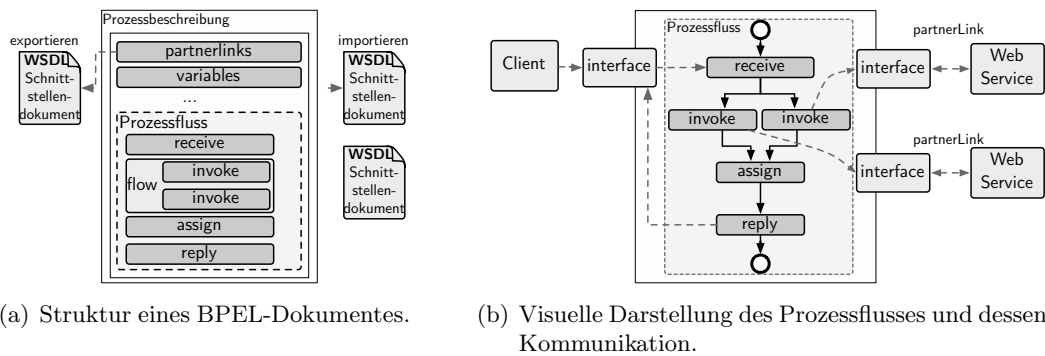 Prozessbeschreibung
exportieren
WSDL
Schnitt-
stellen-
dokument
partnerlinks
variables
...
Prozessfluss
receive
flow
invoke
invoke
assign
reply
importieren
WSDL
Schnitt-
stellen-
dokument
WSDL
Schnitt-
stellen-
dokument
(a) Struktur eines BPEL-Dokumentes.
Prozessfluss
Client
interface
receive
invoke
invoke
assign
reply
partnerLink
interface
Web
Service
partnerLink
interface
Web
Service
(b) Visuelle Darstellung des Prozessflusses und dessen
Kommunikation.